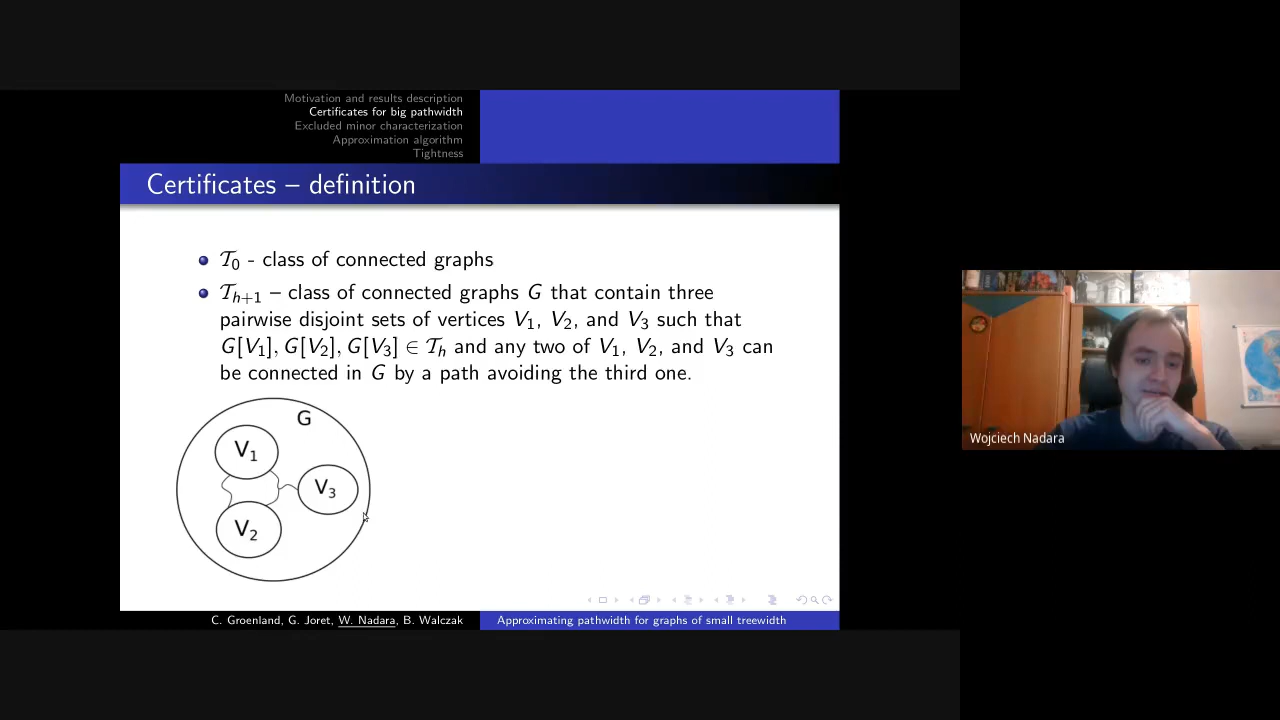 Motivation and results description
Certificates for big pathwidth
Excluded minor characterization
Approximation algorithm
Tightness
Certificates – definition
𝒯0 - class of connected graphs
𝒯h+1 – class of connected graphs G that contain three
pairwise disjoint sets of vertices V1, V2, and V3 such that
G[V1], G[V2], G[V3] ∈ 𝒯h and any two of V1, V2, and V3 can
be connected in G by a path avoiding the third one.
G
V1
V3
V2
Wojciech Nadara
C. Groenland, G. Joret, W. Nadara, B. Walczak
Approximating pathwidth for graphs of small treewidth